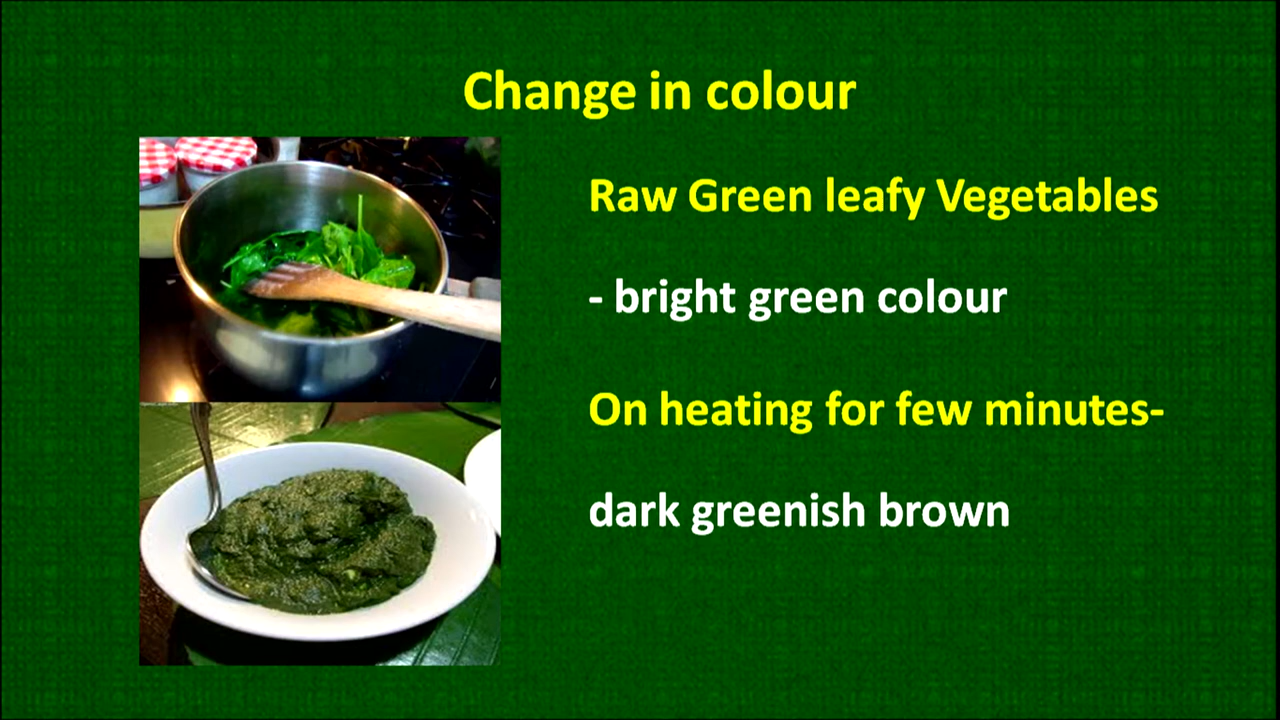 Change in colour
Raw Green leafy Vegetables
- bright green colour
On heating for few minutes-
dark greenish brown